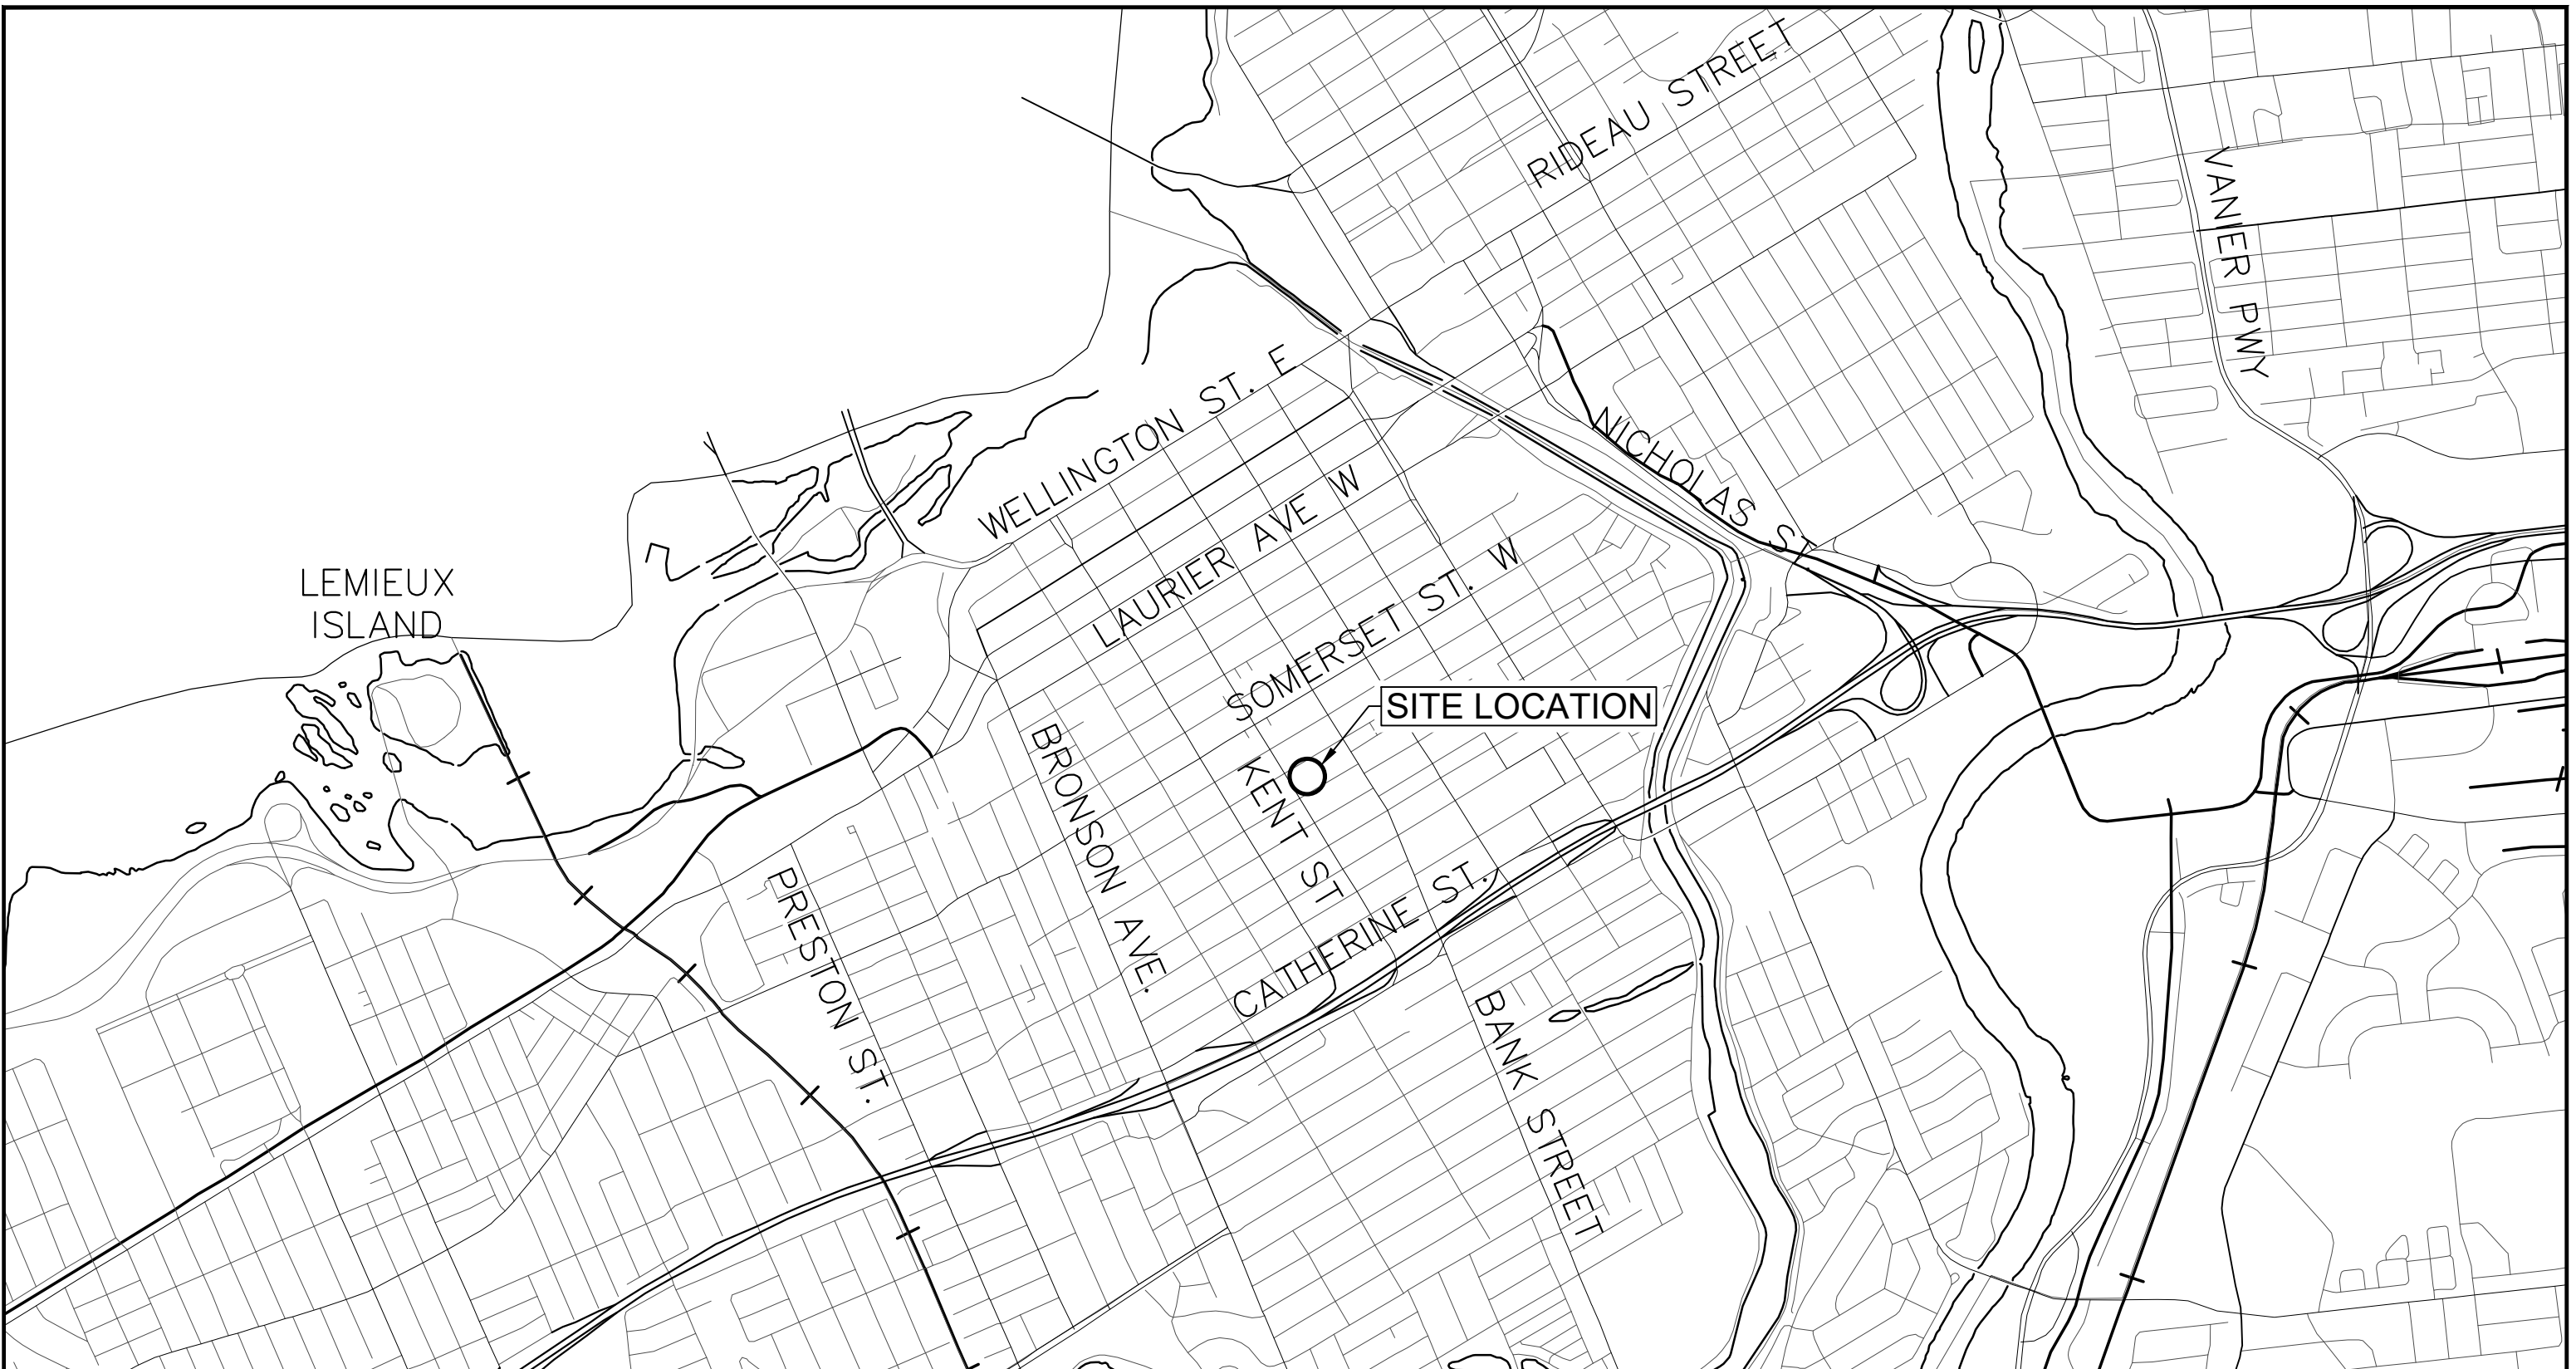 RIDEAU STREET
VANIER PWY
WELLINGTON ST. E
NICHOLAS ST.
LAURIER AVE W
LEMIEUX
ISLAND
SOMERSET ST. W
SITE LOCATION
BRONSON AVE.
KENT ST
PRESTON ST.
CATHERINE ST.
BANK STREET